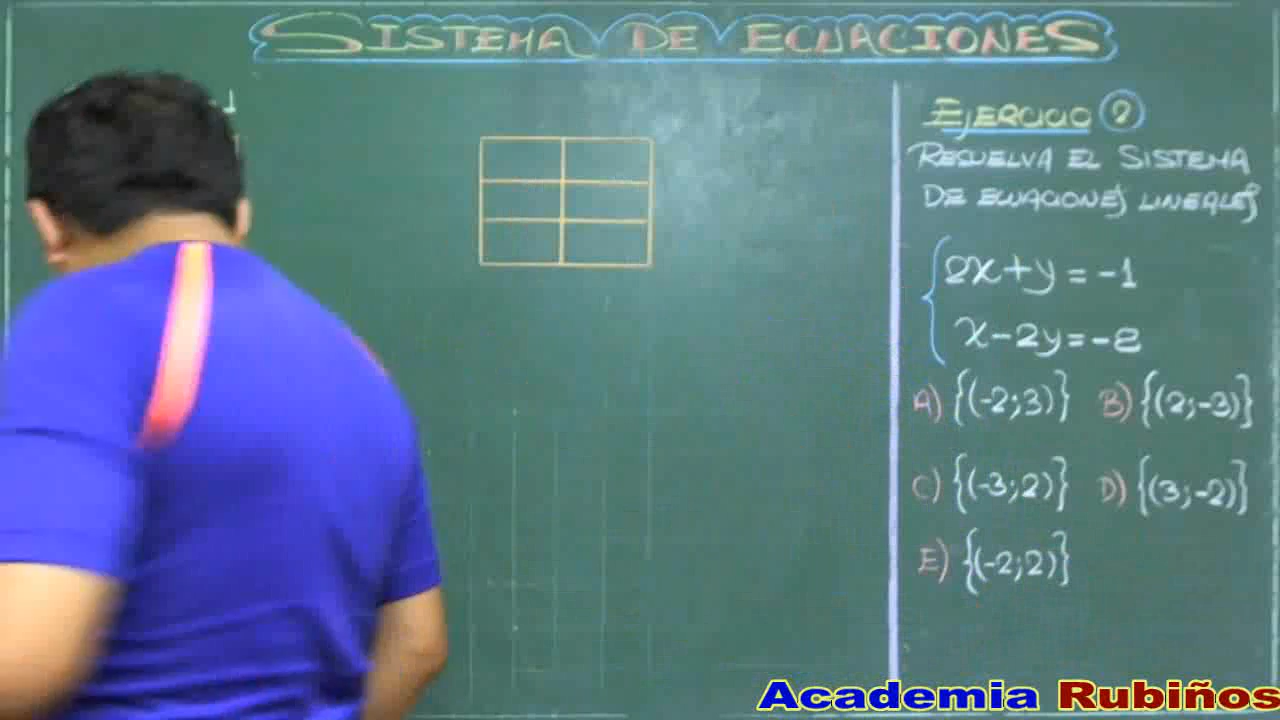 SISTEMA DE ECUACIONES
EJERCICIO 2
RESUELVA EL SISTEMA
DE ECUACIONES LINEALES
2x+y=-1
x-2y=-8
A) {(-2;3)} B) {(2;-3)}
C) {(-3;2)} D) {(3;-2)}
E) {(-2;2)}
Academia Rubiños